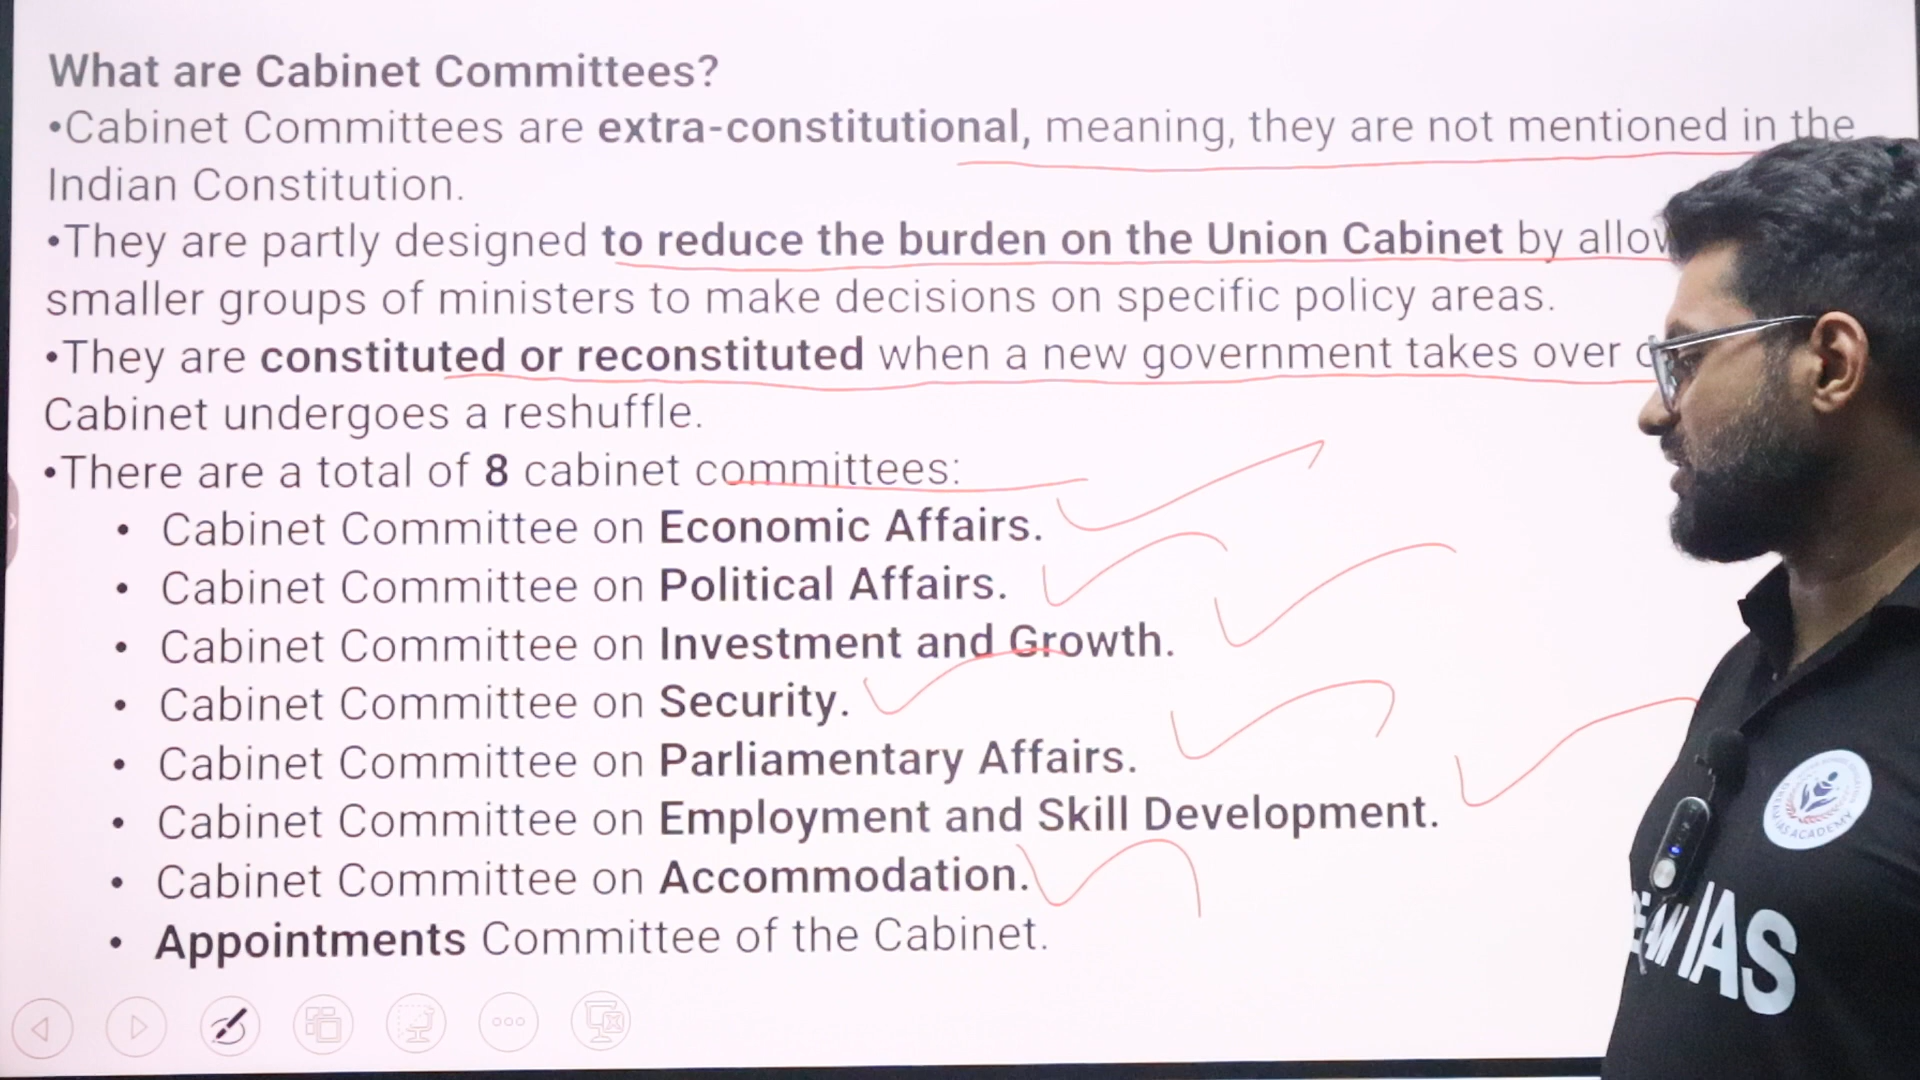 What are Cabinet Committees?
•Cabinet Committees are extra-constitutional, meaning, they are not mentioned in the
Indian Constitution.
•They are partly designed to reduce the burden on the Union Cabinet by
smaller groups of ministers to make decisions on specific policy areas.
•They are constituted or reconstituted when a new government takes over
Cabinet undergoes a reshuffle.
•There are a total of 8 cabinet committees:
• Cabinet Committee on Economic Affairs.
• Cabinet Committee on Political Affairs.
• Cabinet Committee on Investment and Growth.
• Cabinet Committee on Security.
• Cabinet Committee on Parliamentary Affairs.
• Cabinet Committee on Employment and Skill Development.
• Cabinet Committee on Accommodation.
• Appointments Committee of the Cabinet.
IAS ACADEMY
IAS